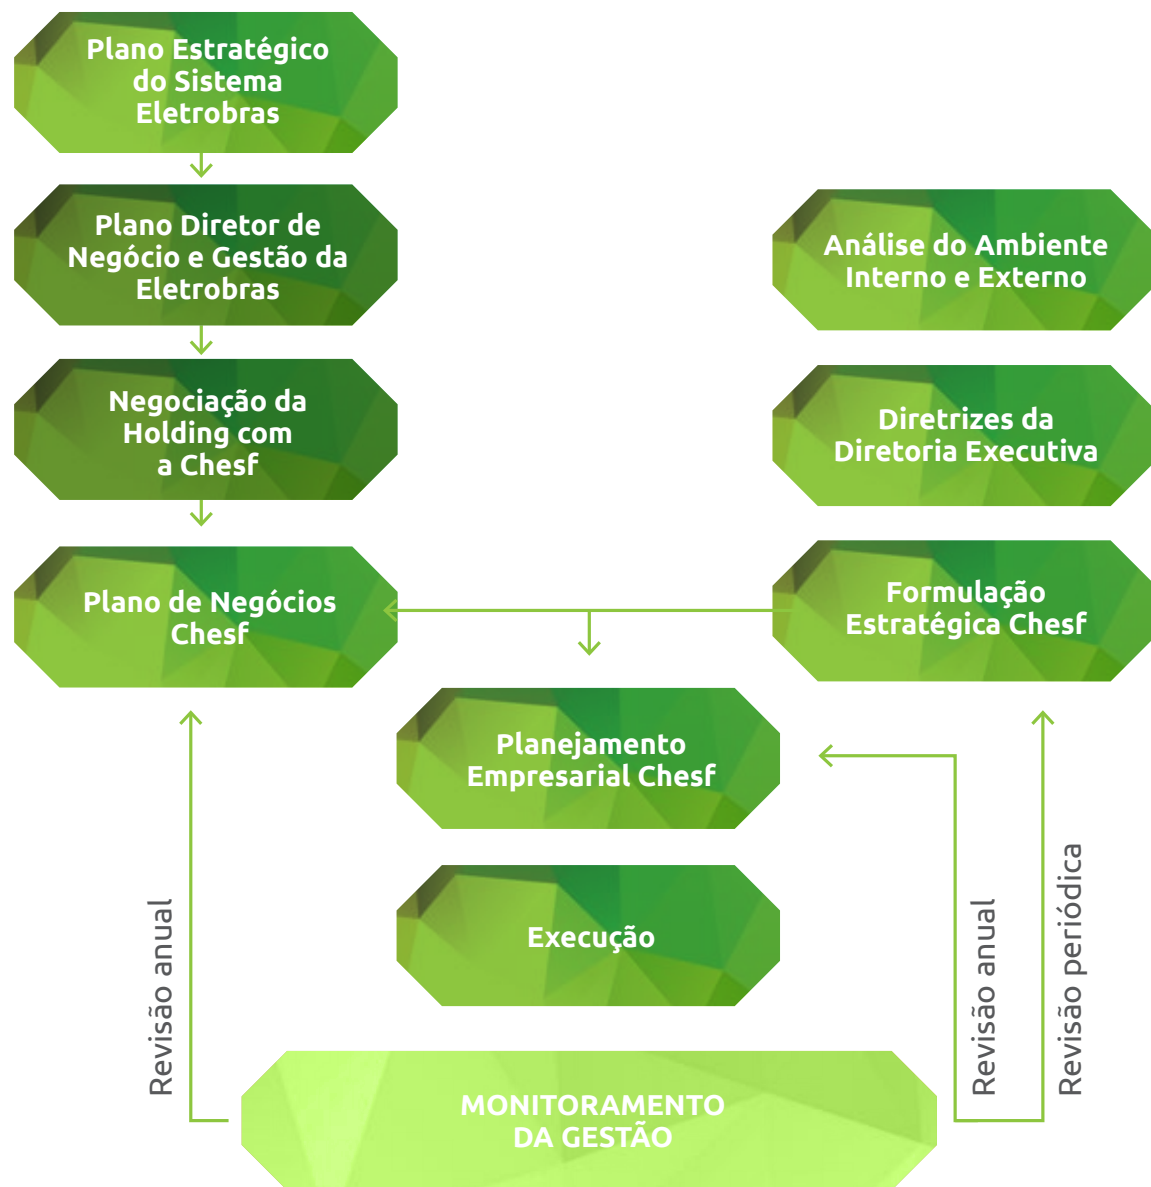 Plano Estratégico
do Sistema
Eletrobras
Plano Diretor de
Negócio e Gestão da
Eletrobras
Negociação da
Holding com
a Chesf
Plano de Negócios
Chesf
Análise do Ambiente
Interno e Externo
Diretrizes da
Diretoria Executiva
Formulação
Estratégica Chesf
Planejamento
Empresarial Chesf
Execução
Revisão anual
Revisão anual
Revisão periódica
MONITORAMENTO
DA GESTÃO